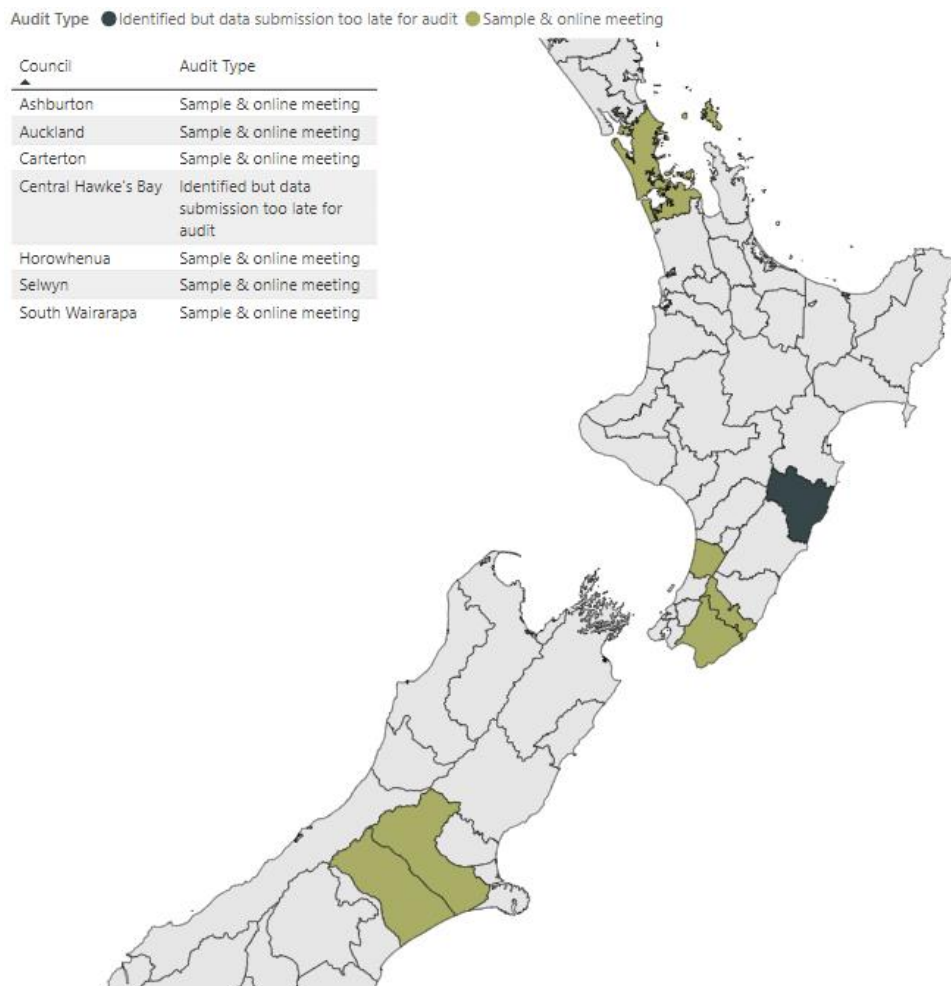 Audit Type Identified but data submission too late for audit Sample & online meeting
Council Audit Type
Ashburton Sample & online meeting
Auckland Sample & online meeting
Carterton Sample & online meeting
Central Hawke's Bay Identified but data
submission too late for
audit
Horowhenua Sample & online meeting
Selwyn Sample & online meeting
South Wairarapa Sample & online meeting